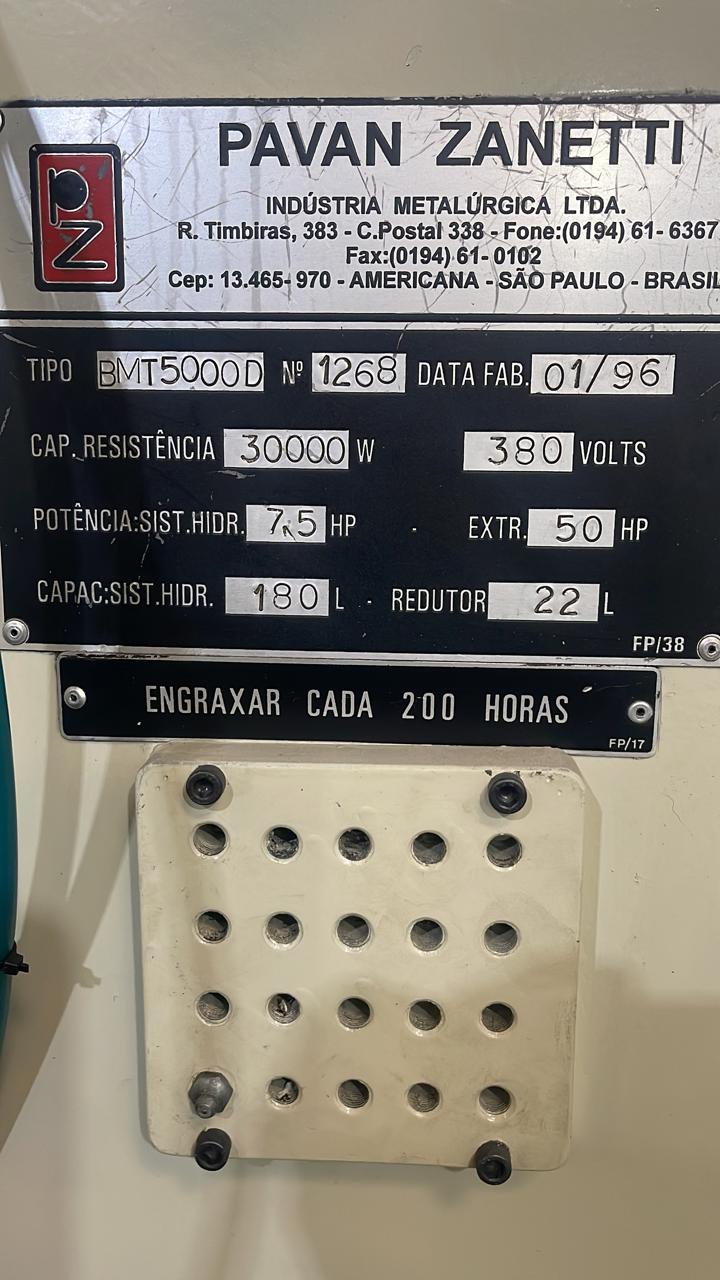 PZ
PAVAN ZANETTI
INDÚSTRIA METALÚRGICA LTDA.
R. Timbiras, 383 - C.Postal 338 - Fone:(0194) 61- 6367
Fax:(0194) 61- 0102
Cep: 13.465- 970 - AMERICANA - SÃO PAULO - BRASIL
TIPO BMT5000D Nº 1268 DATA FAB. 01/96
CAP. RESISTÊNCIA 30000 W 380 VOLTS
POTÊNCIA:SIST.HIDR. 7,5 HP - EXTR. 50 HP
CAPAC:SIST.HIDR. 180 L - REDUTOR 22 L
FP/38
ENGRAXAR CADA 200 HORAS
FP/17